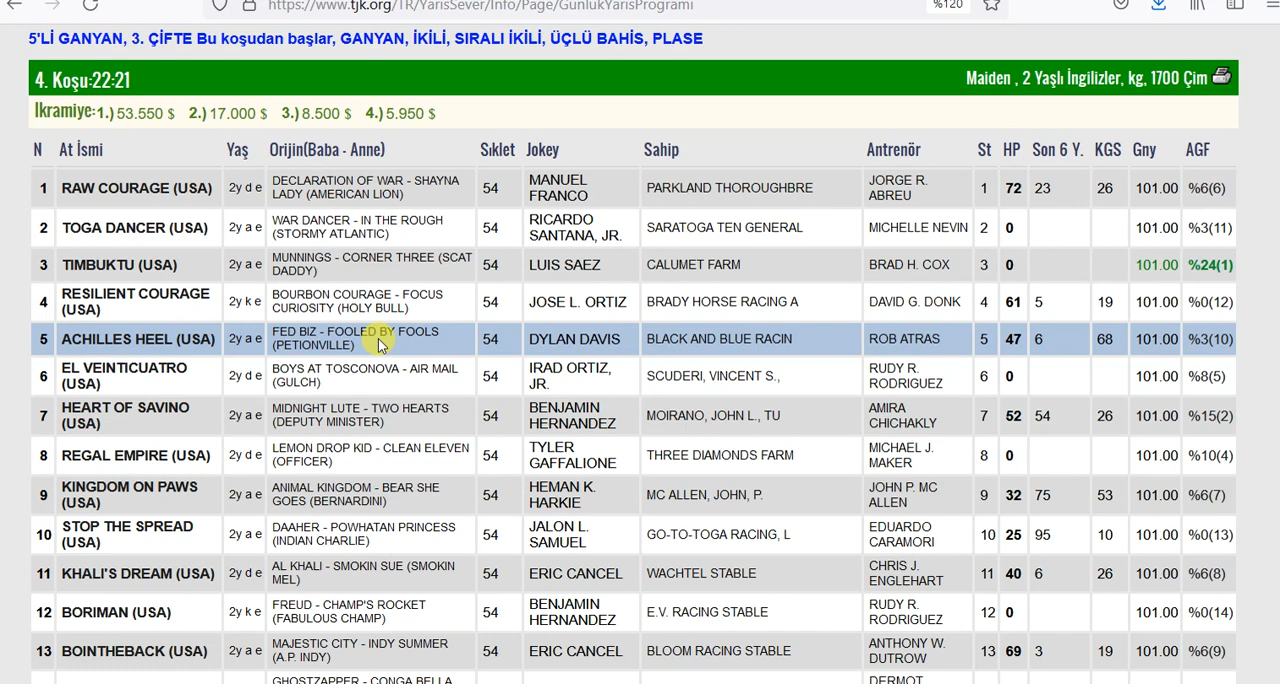 https://www.tjk.org/TR/YarisSever/Info/Page/GunlukYarisProgrami %120
5'Lİ GANYAN, 3. ÇİFTE Bu koşudan başlar, GANYAN, İKİLİ, SIRALI İKİLİ, ÜÇLÜ BAHİS, PLASE
4. Koşu:22:21 Maiden , 2 Yaşlı İngilizler, kg, 1700 Çim
Ikramiye:1.) 53.550 $ 2.) 17.000 $ 3.) 8.500 $ 4.) 5.950 $
N At İsmi Yaş Orijin(Baba - Anne) Sıklet Jokey Sahip Antrenör St HP Son 6 Y. KGS Gny AGF
1 RAW COURAGE (USA) 2y d e DECLARATION OF WAR - SHAYNA LADY (AMERICAN LION) 54 MANUEL FRANCO PARKLAND THOROUGHBRE JORGE R. ABREU 1 72 23 26 101.00 %6(6)
2 TOGA DANCER (USA) 2y a e WAR DANCER - IN THE ROUGH (STORMY ATLANTIC) 54 RICARDO SANTANA, JR. SARATOGA TEN GENERAL MICHELLE NEVIN 2 0 101.00 %3(11)
3 TIMBUKTU (USA) 2y a e MUNNINGS - CORNER THREE (SCAT DADDY) 54 LUIS SAEZ CALUMET FARM BRAD H. COX 3 0 101.00 %24(1)
4 RESILIENT COURAGE (USA) 2y k e BOURBON COURAGE - FOCUS CURIOSITY (HOLY BULL) 54 JOSE L. ORTIZ BRADY HORSE RACING A DAVID G. DONK 4 61 5 19 101.00 %0(12)
5 ACHILLES HEEL (USA) 2y a e FED BIZ - FOOLED BY FOOLS (PETIONVILLE) 54 DYLAN DAVIS BLACK AND BLUE RACIN ROB ATRAS 5 47 6 68 101.00 %3(10)
6 EL VEINTICUATRO (USA) 2y d e BOYS AT TOSCONOVA - AIR MAIL (GULCH) 54 IRAD ORTIZ, JR. SCUDERI, VINCENT S., RUDY R. RODRIGUEZ 6 0 101.00 %8(5)
7 HEART OF SAVINO (USA) 2y a e MIDNIGHT LUTE - TWO HEARTS (DEPUTY MINISTER) 54 BENJAMIN HERNANDEZ MOIRANO, JOHN L., TU AMIRA CHICHAKLY 7 52 54 26 101.00 %15(2)
8 REGAL EMPIRE (USA) 2y d e LEMON DROP KID - CLEAN ELEVEN (OFFICER) 54 TYLER GAFFALIONE THREE DIAMONDS FARM MICHAEL J. MAKER 8 0 101.00 %10(4)
9 KINGDOM ON PAWS (USA) 2y a e ANIMAL KINGDOM - BEAR SHE GOES (BERNARDINI) 54 HEMAN K. HARKIE MC ALLEN, JOHN, P. JOHN P. MC ALLEN 9 32 75 53 101.00 %6(7)
10 STOP THE SPREAD (USA) 2y a e DAAHER - POWHATAN PRINCESS (INDIAN CHARLIE) 54 JALON L. SAMUEL GO-TO-TOGA RACING, L EDUARDO CARAMORI 10 25 95 10 101.00 %0(13)
11 KHALI'S DREAM (USA) 2y d e AL KHALI - SMOKIN SUE (SMOKIN MEL) 54 ERIC CANCEL WACHTEL STABLE CHRIS J. ENGLEHART 11 40 6 26 101.00 %6(8)
12 BORIMAN (USA) 2y k e FREUD - CHAMP'S ROCKET (FABULOUS CHAMP) 54 BENJAMIN HERNANDEZ E.V. RACING STABLE RUDY R. RODRIGUEZ 12 0 101.00 %0(14)
13 BOINTHEBACK (USA) 2y a e MAJESTIC CITY - INDY SUMMER (A.P. INDY) 54 ERIC CANCEL BLOOM RACING STABLE ANTHONY W. DUTROW 13 69 3 19 101.00 %6(9)
GHOSTZAPPER - CONGA BELLA DERMOT